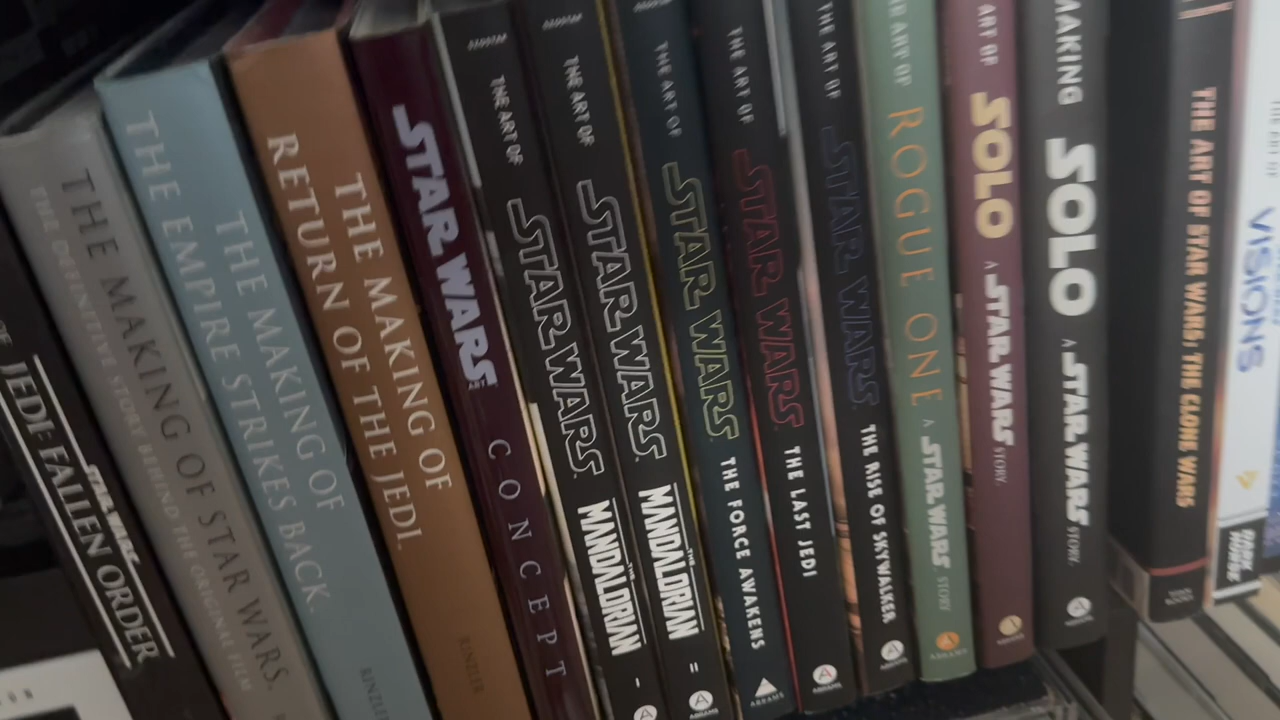 OF
STAR WARS
JEDI: FALLEN ORDER
THE MAKING OF STAR WARS.
THE DEFINITIVE STORY BEHIND THE ORIGINAL FILM
THE MAKING OF
THE EMPIRE STRIKES BACK.
RINZLER
THE MAKING OF
RETURN OF THE JEDI.
RINZLER
STAR WARS
CONCEPT
ABRAMS
THE ART OF
STAR WARS
THE
MANDALORIAN
ABRAMS
THE ART OF
STAR WARS
THE
MANDALORIAN
II
ABRAMS
THE ART OF
STAR WARS
THE FORCE AWAKENS
ABRAMS
THE ART OF
STAR WARS
THE LAST JEDI
THE ART OF
STAR WARS
THE RISE OF SKYWALKER
ART OF
ROGUE ONE
A STAR WARS STORY
ABRAMS
ART OF
SOLO
A STAR WARS STORY.
MAKING
SOLO
A STAR WARS STORY.
THE ART OF STAR WARS: THE CLONE WARS
THE ART OF
VISIONS
DARK
HORSE